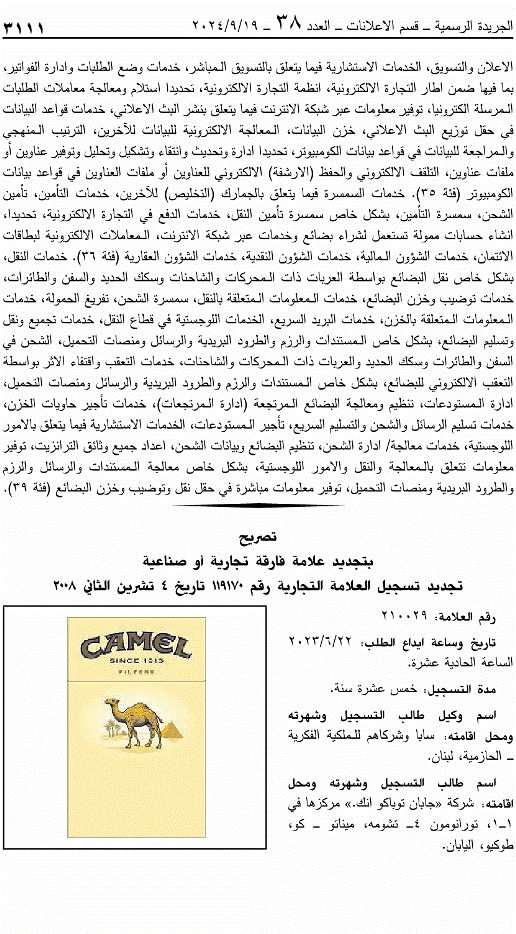 الجريدة الرسمية ــ قسم الاعلانات ــ العدد ٣٨ ــ ٢٠٢٤/٩/١٩
٣١١١
الاعلان والتسويق، الخدمات الاستشارية فيما يتعلق بالتسويق المباشر، خدمات وضع الطلبات وادارة الفواتير،
بما فيها ضمن اطار التجارة الالكترونية، انظمة التجارة الالكترونية، تحديدا استلام ومعالجة معاملات الطلبات
المرسلة الكترونيا، توفير معلومات عبر شبكة الانترنت فيما يتعلق بنشر البث الاعلاني، خدمات قواعد البيانات
في حقل توزيع البث الاعلاني، خزن البيانات، المعالجة الالكترونية للبيانات للآخرين، الترتيب المنهجي
والمراجعة للبيانات في قواعد بيانات الكومبيوتر، تحديدا ادارة وتحديث وانتقاء وتشكيل وتحليل وتوفير عناوين أو
ملفات عناوين، التلقف الالكتروني والحفظ (الارشفة) الالكتروني للعناوين أو ملفات العناوين في قواعد بيانات
الكومبيوتر (فئة ٣٥). خدمات السمسرة فيما يتعلق بالجمارك (التخليص) للآخرين، خدمات التأمين، تأمين
الشحن، سمسرة التأمين، بشكل خاص سمسرة تأمين النقل، خدمات الدفع في التجارة الالكترونية، تحديدا،
انشاء حسابات ممولة تستعمل لشراء بضائع وخدمات عبر شبكة الانترنت، المعاملات الالكترونية لبطاقات
الائتمان، خدمات الشؤون المالية، خدمات الشؤون النقدية، خدمات الشؤون العقارية (فئة ٣٦). خدمات النقل،
بشكل خاص نقل البضائع بواسطة العربات ذات المحركات والشاحنات وسكك الحديد والسفن والطائرات،
خدمات توضيب وخزن البضائع، خدمات المعلومات المتعلقة بالنقل، سمسرة الشحن، تفريغ الحمولة، خدمات
المعلومات المتعلقة بالخزن، خدمات البريد السريع، الخدمات اللوجستية في قطاع النقل، خدمات تجميع ونقل
وتسليم البضائع، بشكل خاص المستندات والرزم والطرود البريدية والرسائل ومنصات التحميل، الشحن في
السفن والطائرات وسكك الحديد والعربات ذات المحركات والشاحنات، خدمات التعقب واقتفاء الاثر بواسطة
التعقب الالكتروني للبضائع، بشكل خاص المستندات والرزم والطرود البريدية والرسائل ومنصات التحميل،
ادارة المستودعات، تنظيم ومعالجة البضائع المرتجعة (ادارة المرتجعات)، خدمات تأجير حاويات الخزن،
خدمات تسليم الرسائل والشحن والتسليم السريع، تأجير المستودعات، الخدمات الاستشارية فيما يتعلق بالامور
اللوجستية، خدمات معالجة/ ادارة الشحن، تنظيم البضائع وبيانات الشحن، اعداد جميع وثائق الترانزيت، توفير
معلومات تتعلق بالمعالجة والنقل والامور اللوجستية، بشكل خاص معالجة المستندات والرسائل والرزم
والطرود البريدية ومنصات التحميل، توفير معلومات مباشرة في حقل نقل وتوضيب وخزن البضائع (فئة ٣٩).
تصريح
بتجديد علامة فارقة تجارية أو صناعية
تجديد تسجيل العلامة التجارية رقم ١١٩١٧٠ تاريخ ٤ تشرين الثاني ٢٠٠٨
رقم العلامة: ٢١٠٠٢٩
تاريخ وساعة ايداع الطلب: ٢٠٢٣/٦/٢٢
الساعة الحادية عشرة.
مدة التسجيل: خمس عشرة سنة.
اسم وكيل طالب التسجيل وشهرته
ومحل اقامته: سابا وشركاهم للملكية الفكرية
ــ الحازمية، لبنان.
اسم طالب التسجيل وشهرته ومحل
اقامته: شركة «جابان توباكو انك.» مركزها في
١ــ١، تورانومون ٤ــ تشومه، ميناتو ــ كو،
طوكيو، اليابان.
CAMEL
SINCE 1913
FILTERS